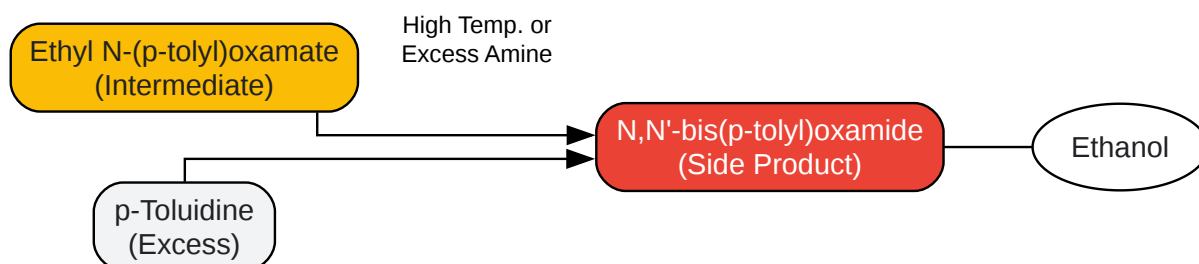 Ethyl N-(p-tolyl)oxamate
(Intermediate)
High Temp. or
Excess Amine
N,N'-bis(p-tolyl)oxamide
(Side Product)
Ethanol
p-Toluidine
(Excess)